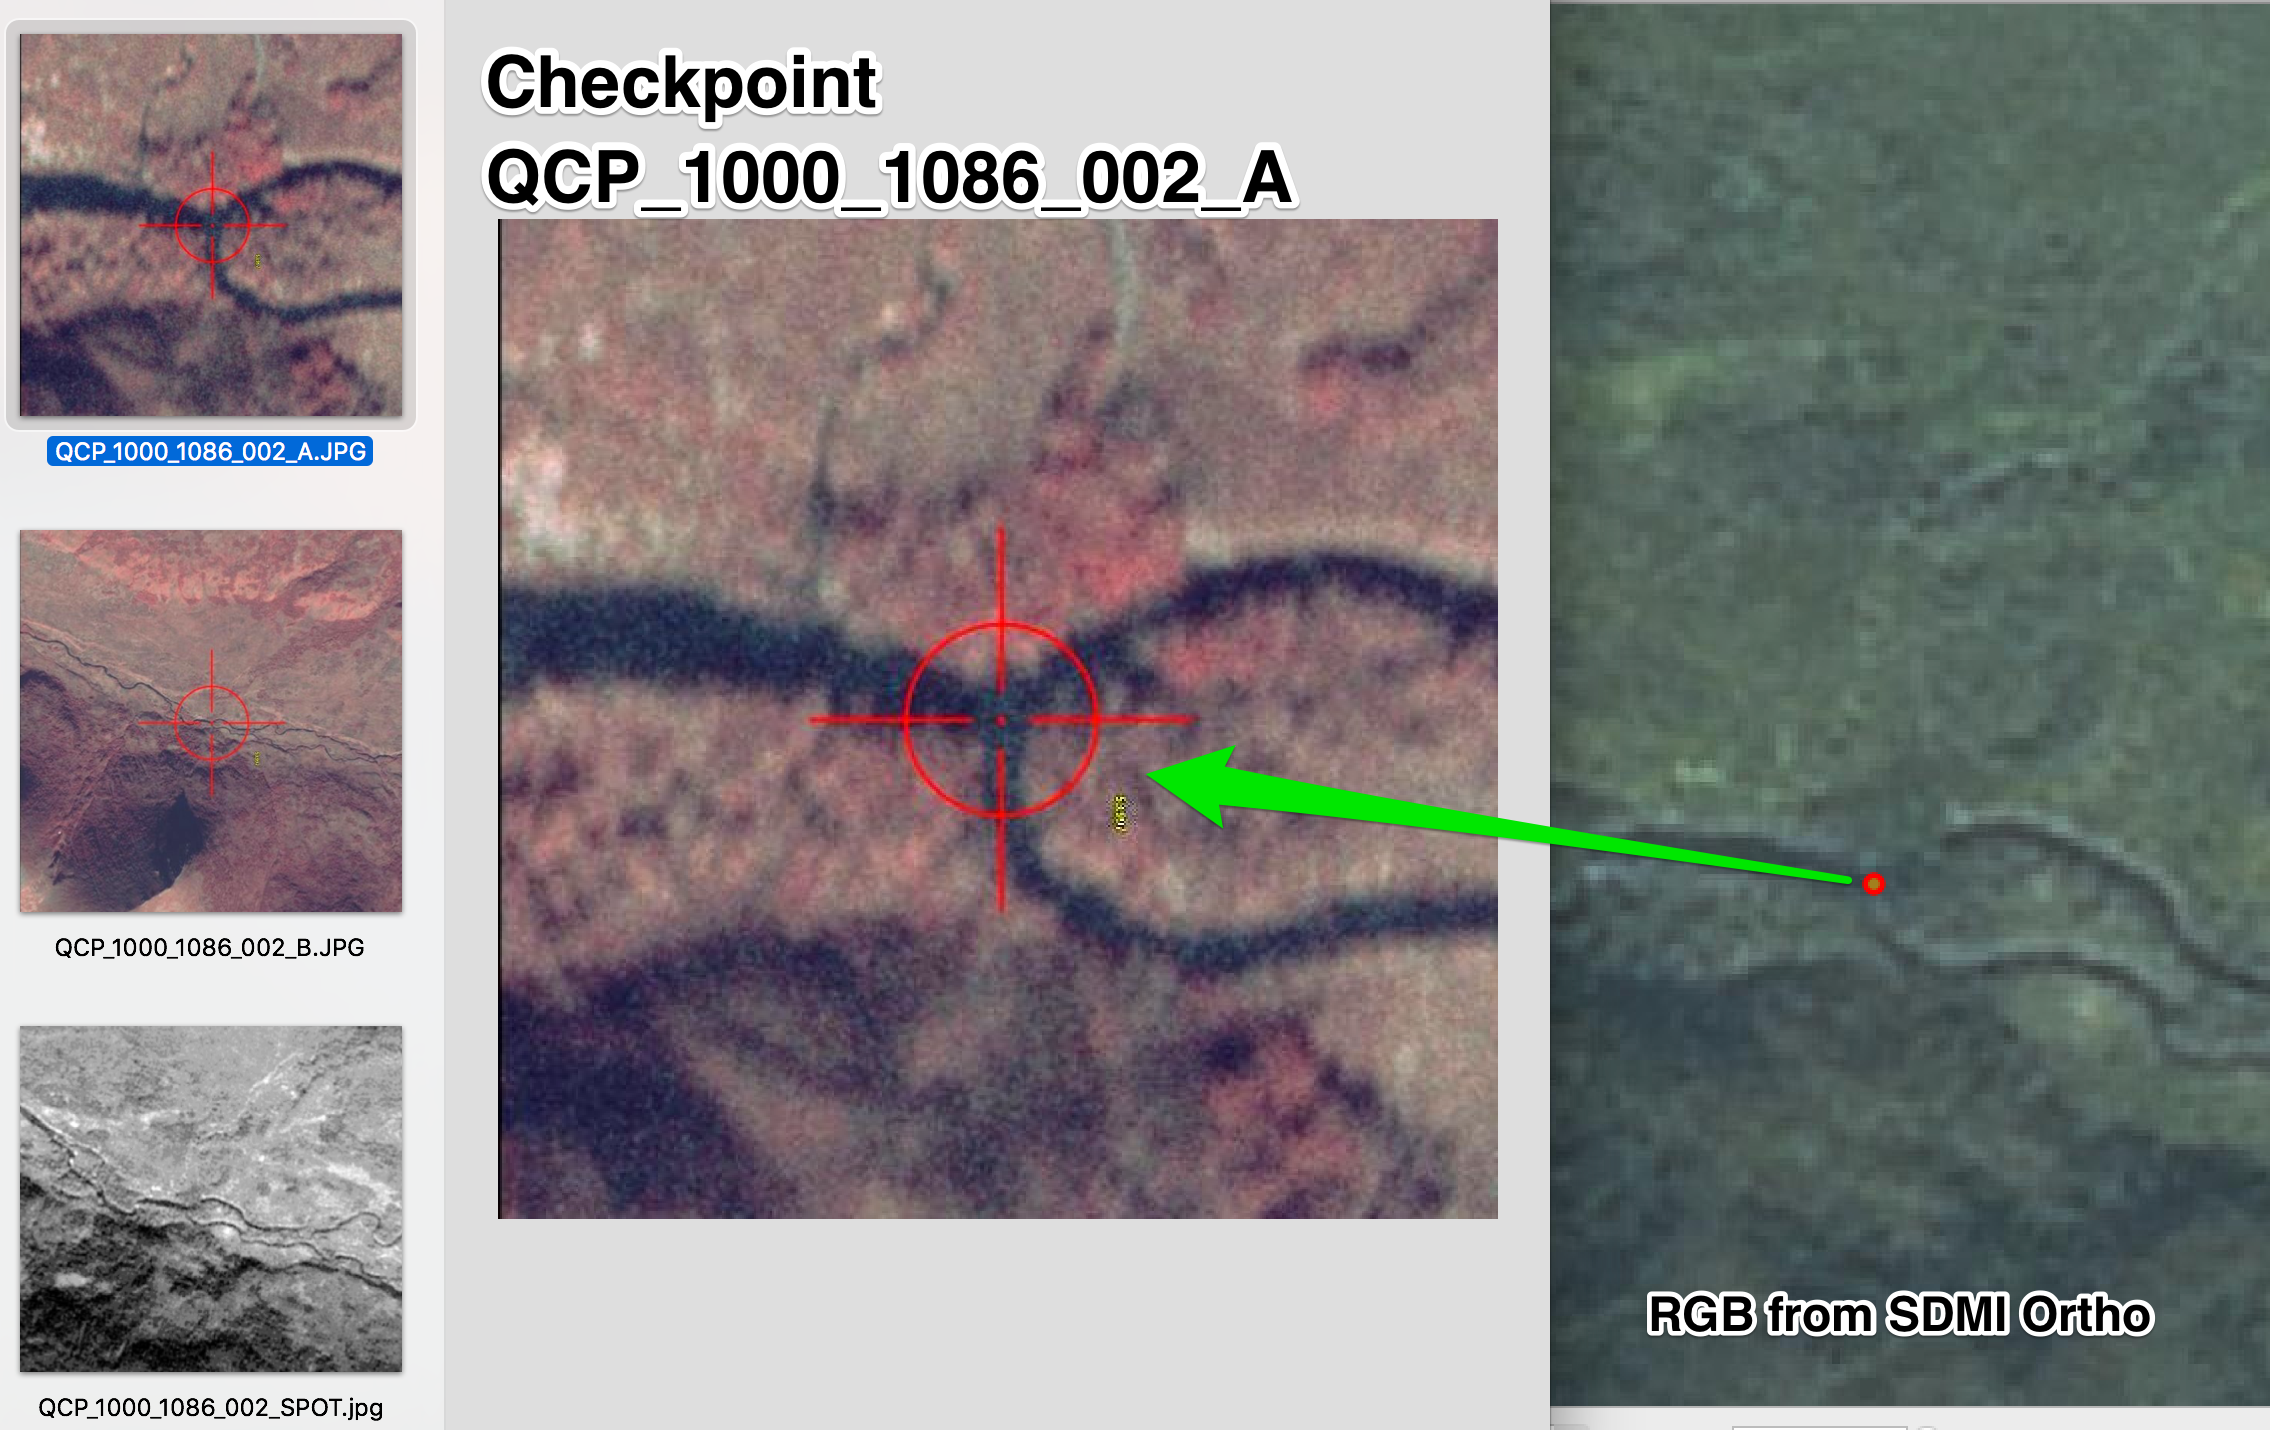 Checkpoint
QCP_1000_1086_002_A
QCP_1000_1086_002_A.JPG
QCP_1000_1086_002_B.JPG
QCP_1000_1086_002_SPOT.jpg
RGB from SDMI Ortho